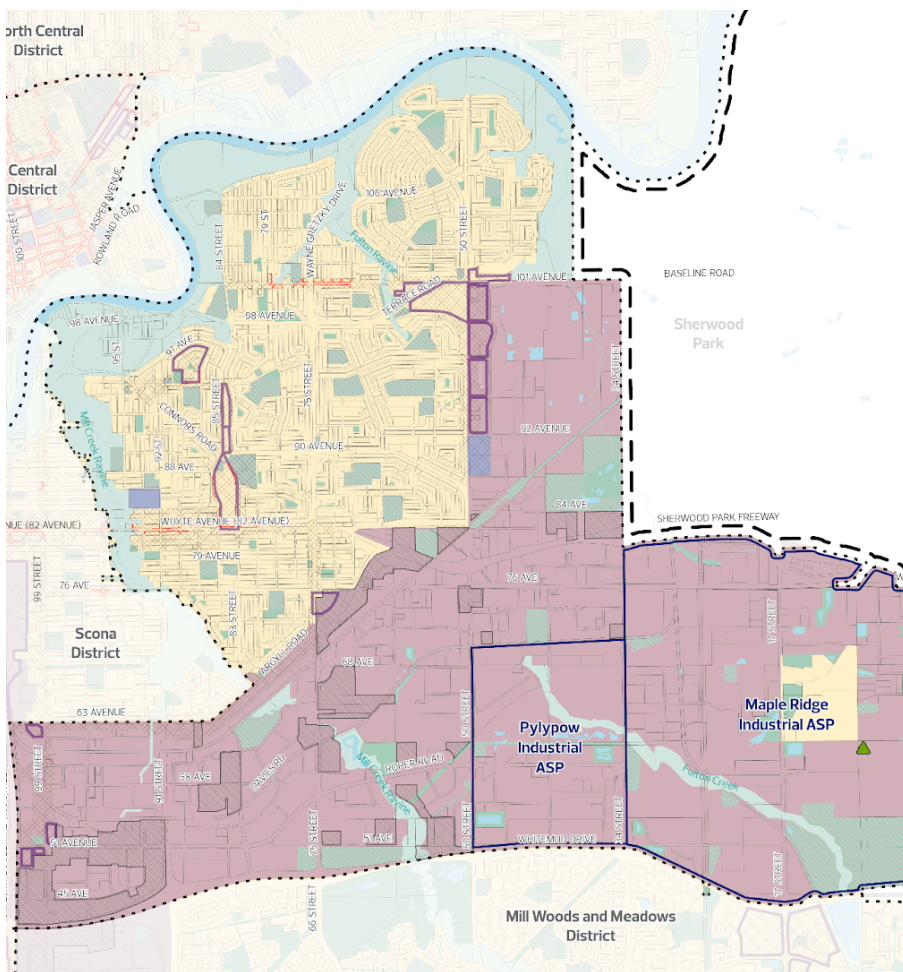 orth Central
District
Central
District
JASPER AVENUE
ROWLAND ROAD
100 STREET
84 STREET
79 ST.
WAYNE GRETZKY DRIVE
106 AVENUE
50 STREET
Fulton Ravine
TERRACE ROAD
101 AVENUE
BASELINE ROAD
98 AVENUE
98 AVENUE
95 ST.
91 AVE
Sherwood
Park
34 STREET
75 STREET
85 STREET
CONNORS ROAD
Mill Creek Ravine
92 ST
88 AVE
90 AVENUE
92 AVENUE
84 AVE
NUE (82 AVENUE)
WHYTE AVENUE (82 AVENUE)
SHERWOOD PARK FREEWAY
79 AVENUE
76 AVE
76 AVE
W
99 STREET
83 STREET
ARGYLL ROAD
17 STREET
Scona
District
69 AVE
63 AVENUE
50 STREET
Pylypow
Industrial
ASP
Maple Ridge
Industrial ASP
99 STREET
91 STREET
58 AVE
DAVIES RD
ROPER ROAD
Mill Creek Ravine
Fulton Creek
51 AVENUE
75 STREET
51 AVE
50 STREET
WHITEMUD DRIVE
34 STREET
17 STREET
45 AVE
66 STREET
Mill Woods and Meadows
District